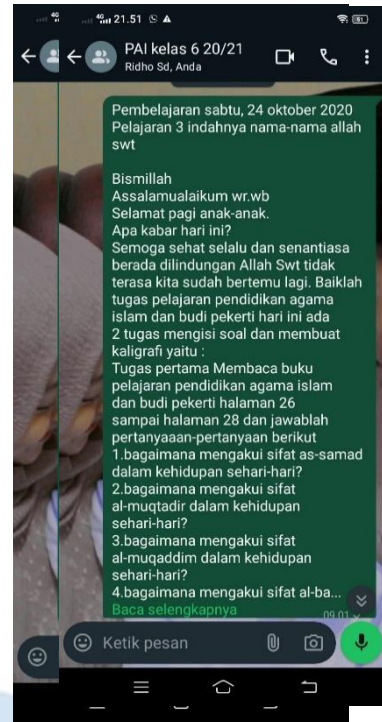 4G 21.51
51
PAI kelas 6 20/21
Ridho Sd, Anda
Pembelajaran sabtu, 24 oktober 2020
Pelajaran 3 indahnya nama-nama allah
swt
Bismillah
Assalamualaikum wr.wb
Selamat pagi anak-anak.
Apa kabar hari ini?
Semoga sehat selalu dan senantiasa
berada dilindungan Allah Swt tidak
terasa kita sudah bertemu lagi. Baiklah
tugas pelajaran pendidikan agama
islam dan budi pekerti hari ini ada
2 tugas mengisi soal dan membuat
kaligrafi yaitu :
Tugas pertama Membaca buku
pelajaran pendidikan agama islam
dan budi pekerti halaman 26
sampai halaman 28 dan jawablah
pertanyaaan-pertanyaan berikut
1.bagaimana mengakui sifat as-samad
dalam kehidupan sehari-hari?
2.bagaimana mengakui sifat
al-muqtadir dalam kehidupan
sehari-hari?
3.bagaimana mengakui sifat
al-muqaddim dalam kehidupan
sehari-hari?
4.bagaimana mengakui sifat al-ba...
Baca selengkapnya
09.01
Ketik pesan